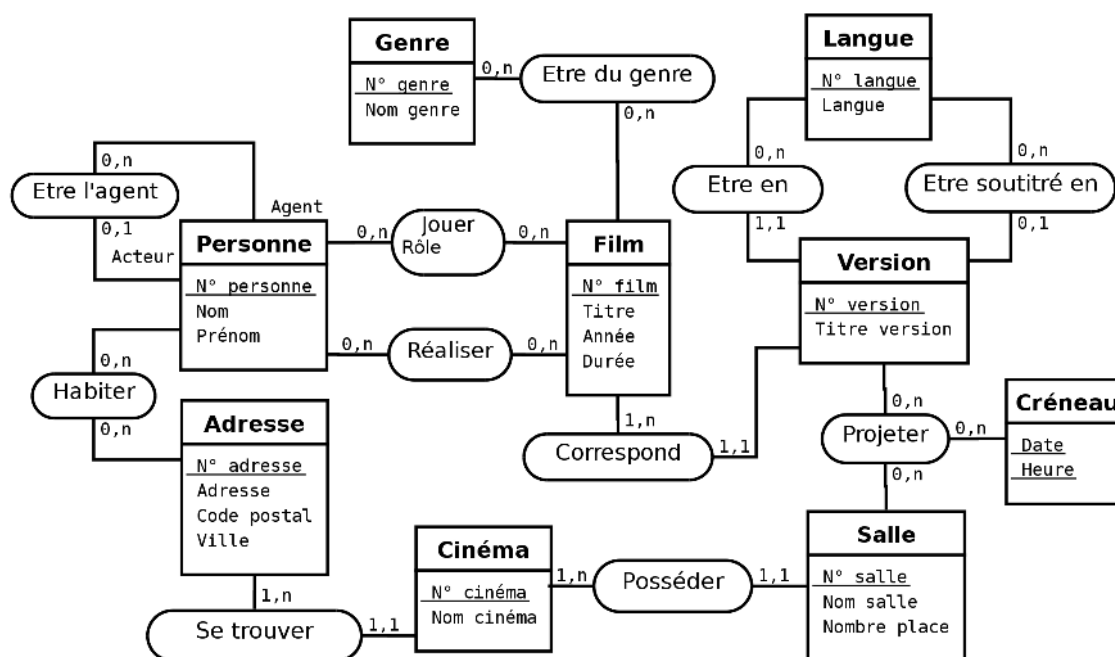 Genre
N° genre
Nom genre
0,n
Etre du genre
0,n
Langue
N° langue
Langue
0,n
Etre en
1,1
0,n
Etre soutitré en
0,1
0,n
Etre l'agent
0,1
Acteur
Agent
Personne
N° personne
Nom
Prénom
0,n
Jouer
Rôle
0,n
Film
N° film
Titre
Année
Durée
Version
N° version
Titre version
0,n
Réaliser
0,n
0,n
Habiter
0,n
Adresse
N° adresse
Adresse
Code postal
Ville
1,n
Correspond
1,1
0,n
Projeter
0,n
0,n
Créneau
Date
Heure
Cinéma
N° cinéma
Nom cinéma
1,n
Posséder
1,1
Salle
N° salle
Nom salle
Nombre place
1,n
Se trouver
1,1